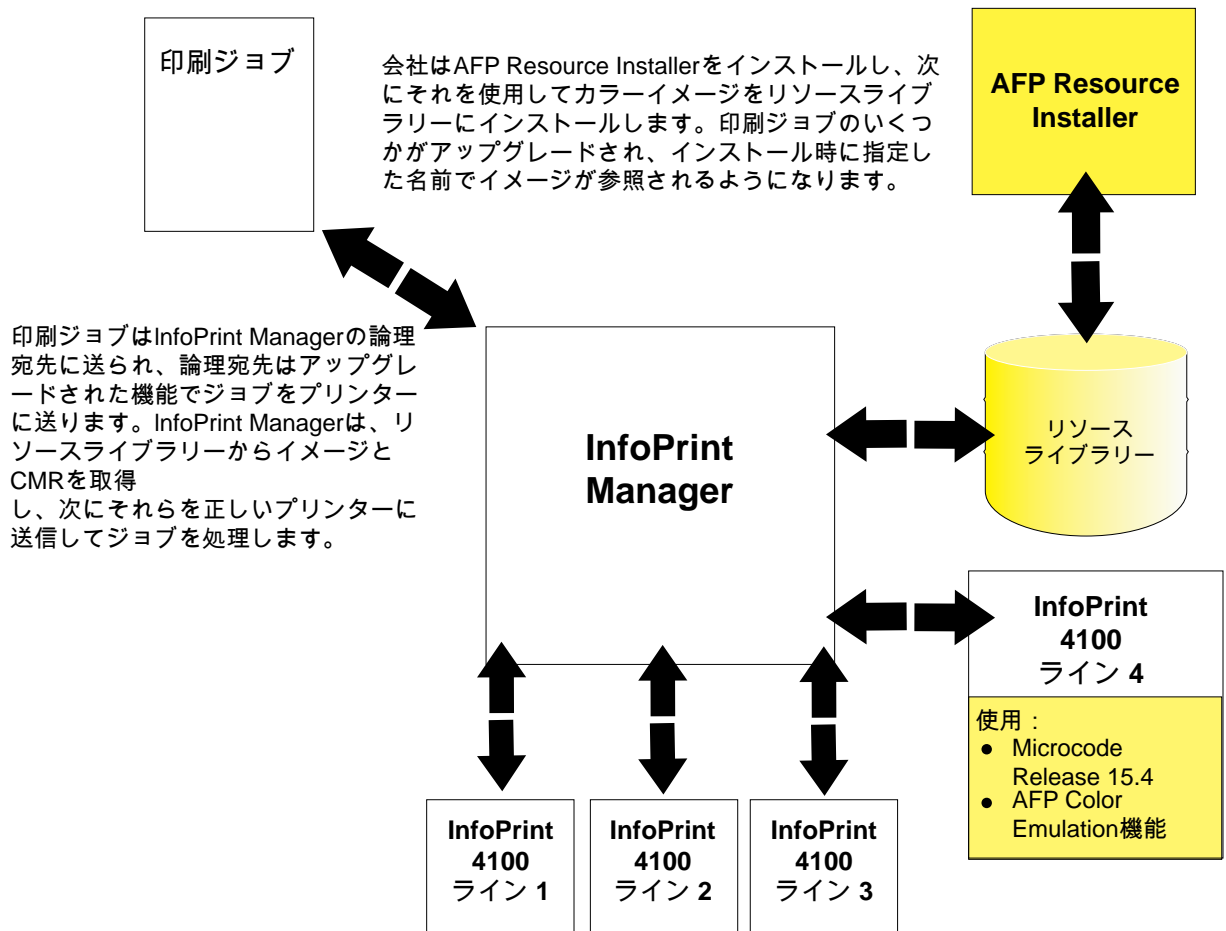 印刷ジョブ
会社はAFP Resource Installerをインストールし、次
にそれを使用してカラーイメージをリソースライブ
ラリーにインストールします。印刷ジョブのいくつ
かがアップグレードされ、インストール時に指定し
た名前でイメージが参照されるようになります。
AFP Resource
Installer
印刷ジョブはInfoPrint Managerの論理
宛先に送られ、論理宛先はアップグレ
ードされた機能でジョブをプリンター
に送ります。InfoPrint Managerは、リ
ソースライブラリーからイメージと
CMRを取得
し、次にそれらを正しいプリンターに
送信してジョブを処理します。
InfoPrint
Manager
リソース
ライブラリー
InfoPrint
4100
ライン 4
使用：
● Microcode
Release 15.4
● AFP Color
Emulation機能
InfoPrint
4100
ライン 1
InfoPrint
4100
ライン 2
InfoPrint
4100
ライン 3